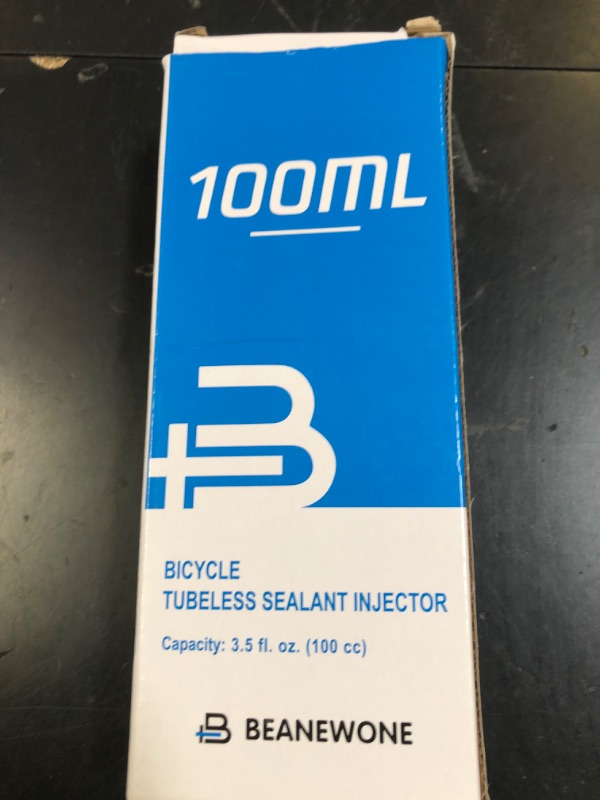 100ML
BICYCLE
TUBELESS SEALANT INJECTOR
Capacity: 3.5 fl. oz. (100 cc)
BEANEWONE